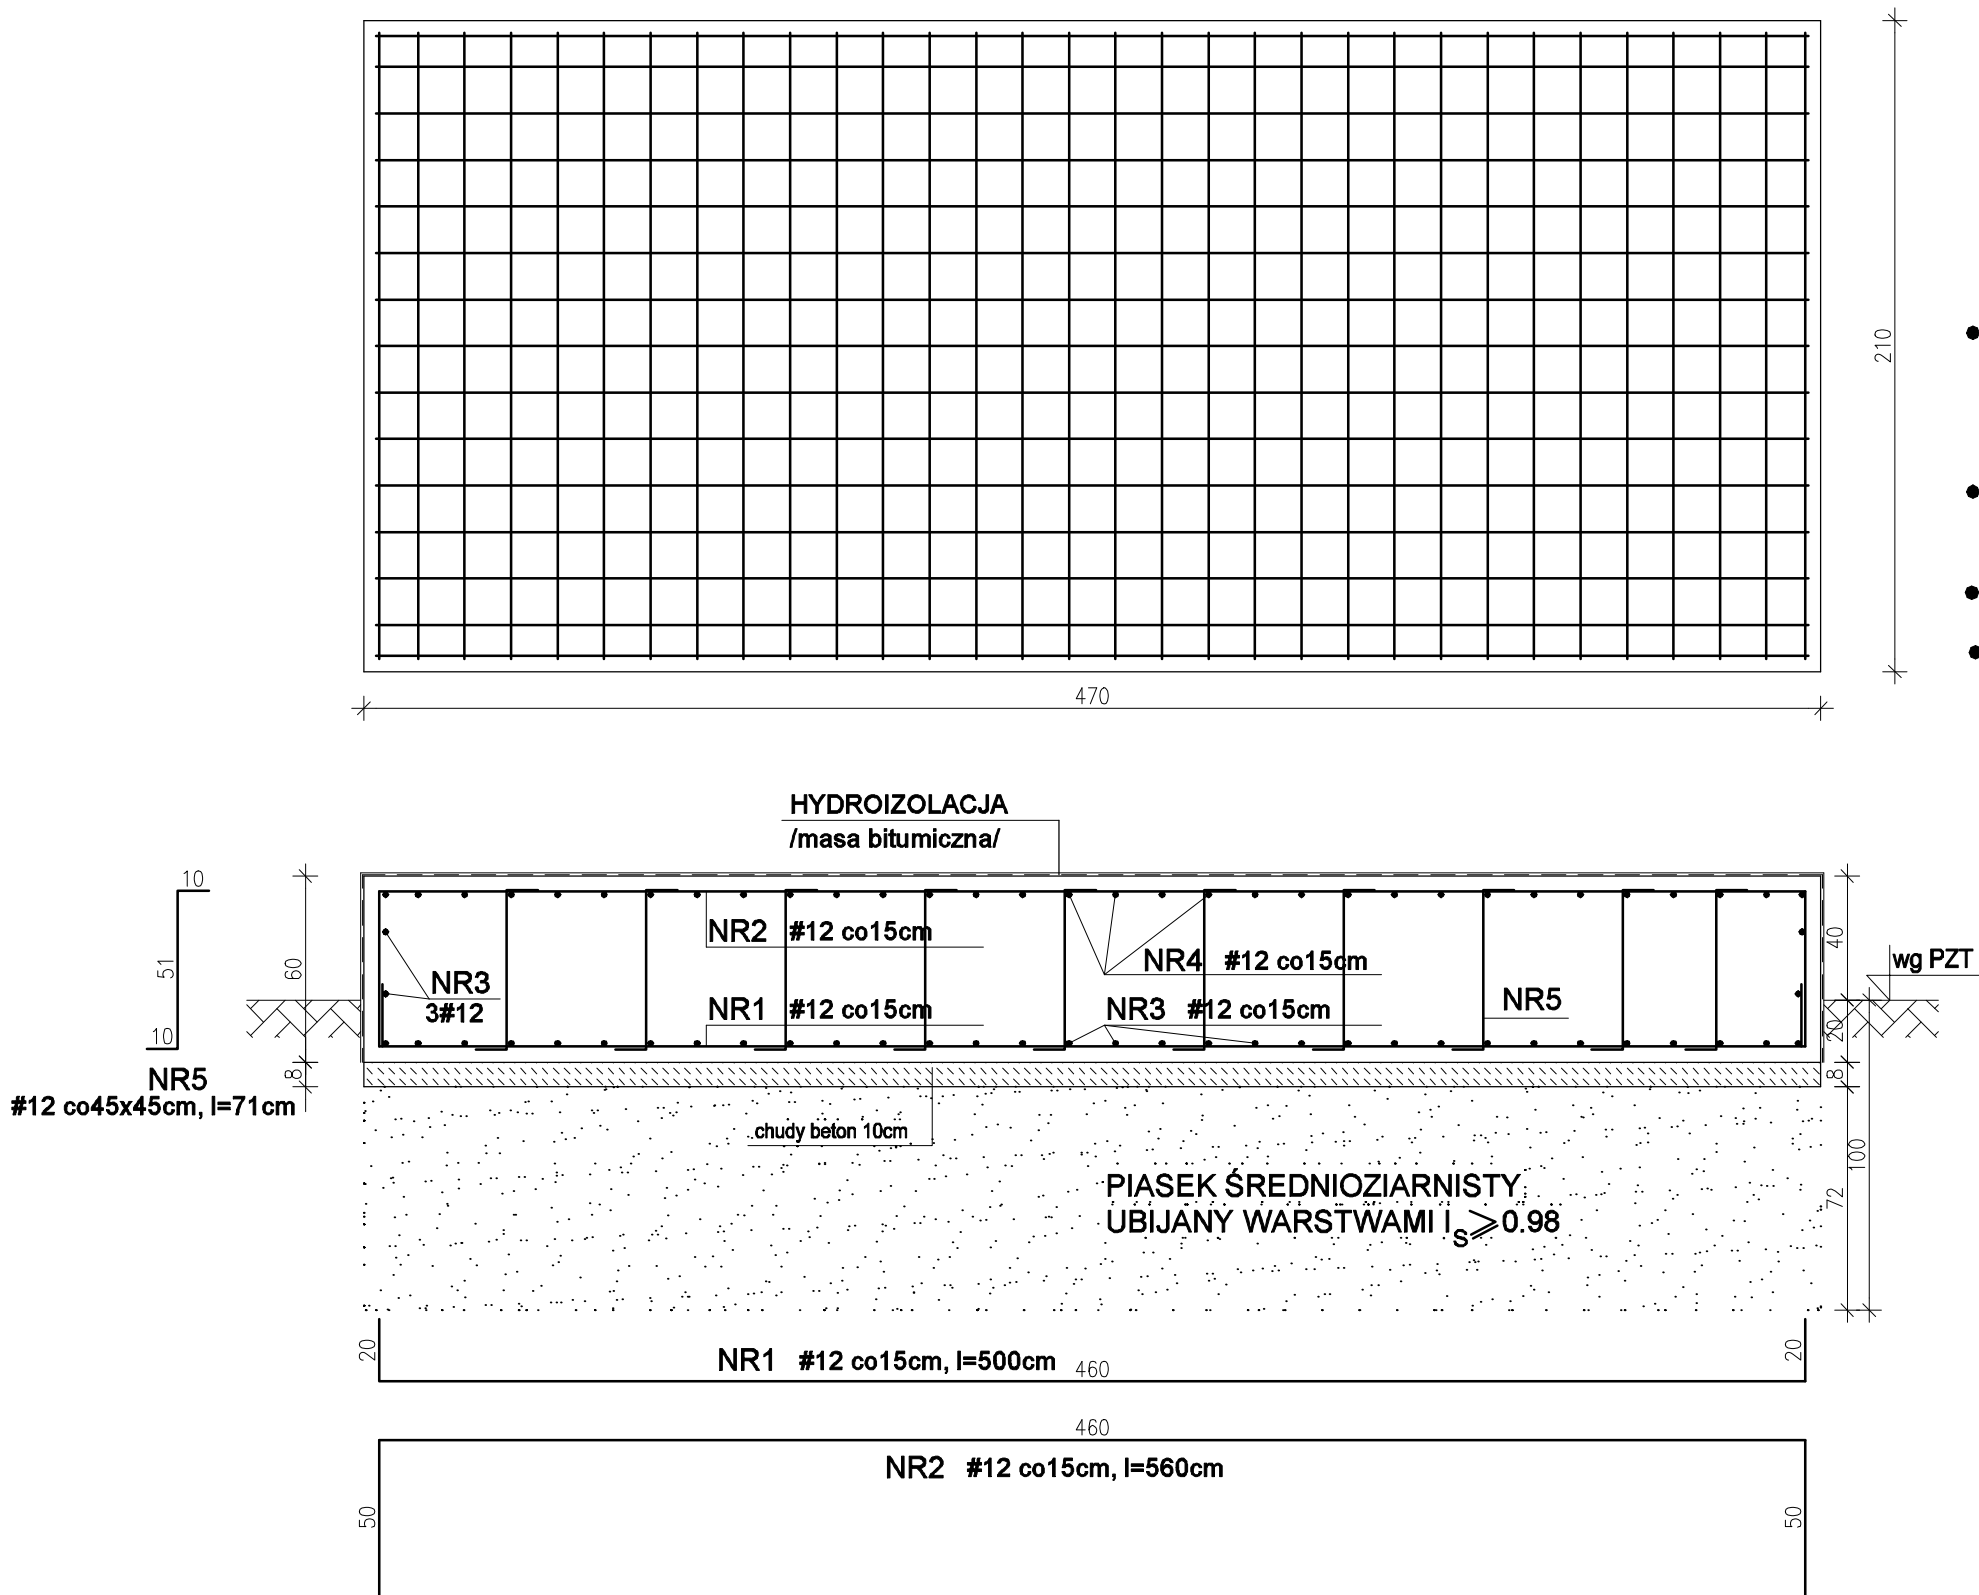 210
470
HYDROIZOLACJA
/masa bitumiczna/
10
51
10
NR5
#12 co45x45cm, l=71cm
60
8
NR2 #12 co15cm
NR4 #12 co15cm
NR3
3#12
NR1 #12 co15cm
NR3 #12 co15cm
NR5
40
20
8
wg PZT
chudy beton 10cm
100
72
PIASEK ŚREDNIOZIARNISTY
UBIJANY WARSTWAMI IS⩾0.98
20
NR1 #12 co15cm, l=500cm
460
20
460
NR2 #12 co15cm, l=560cm
50
50